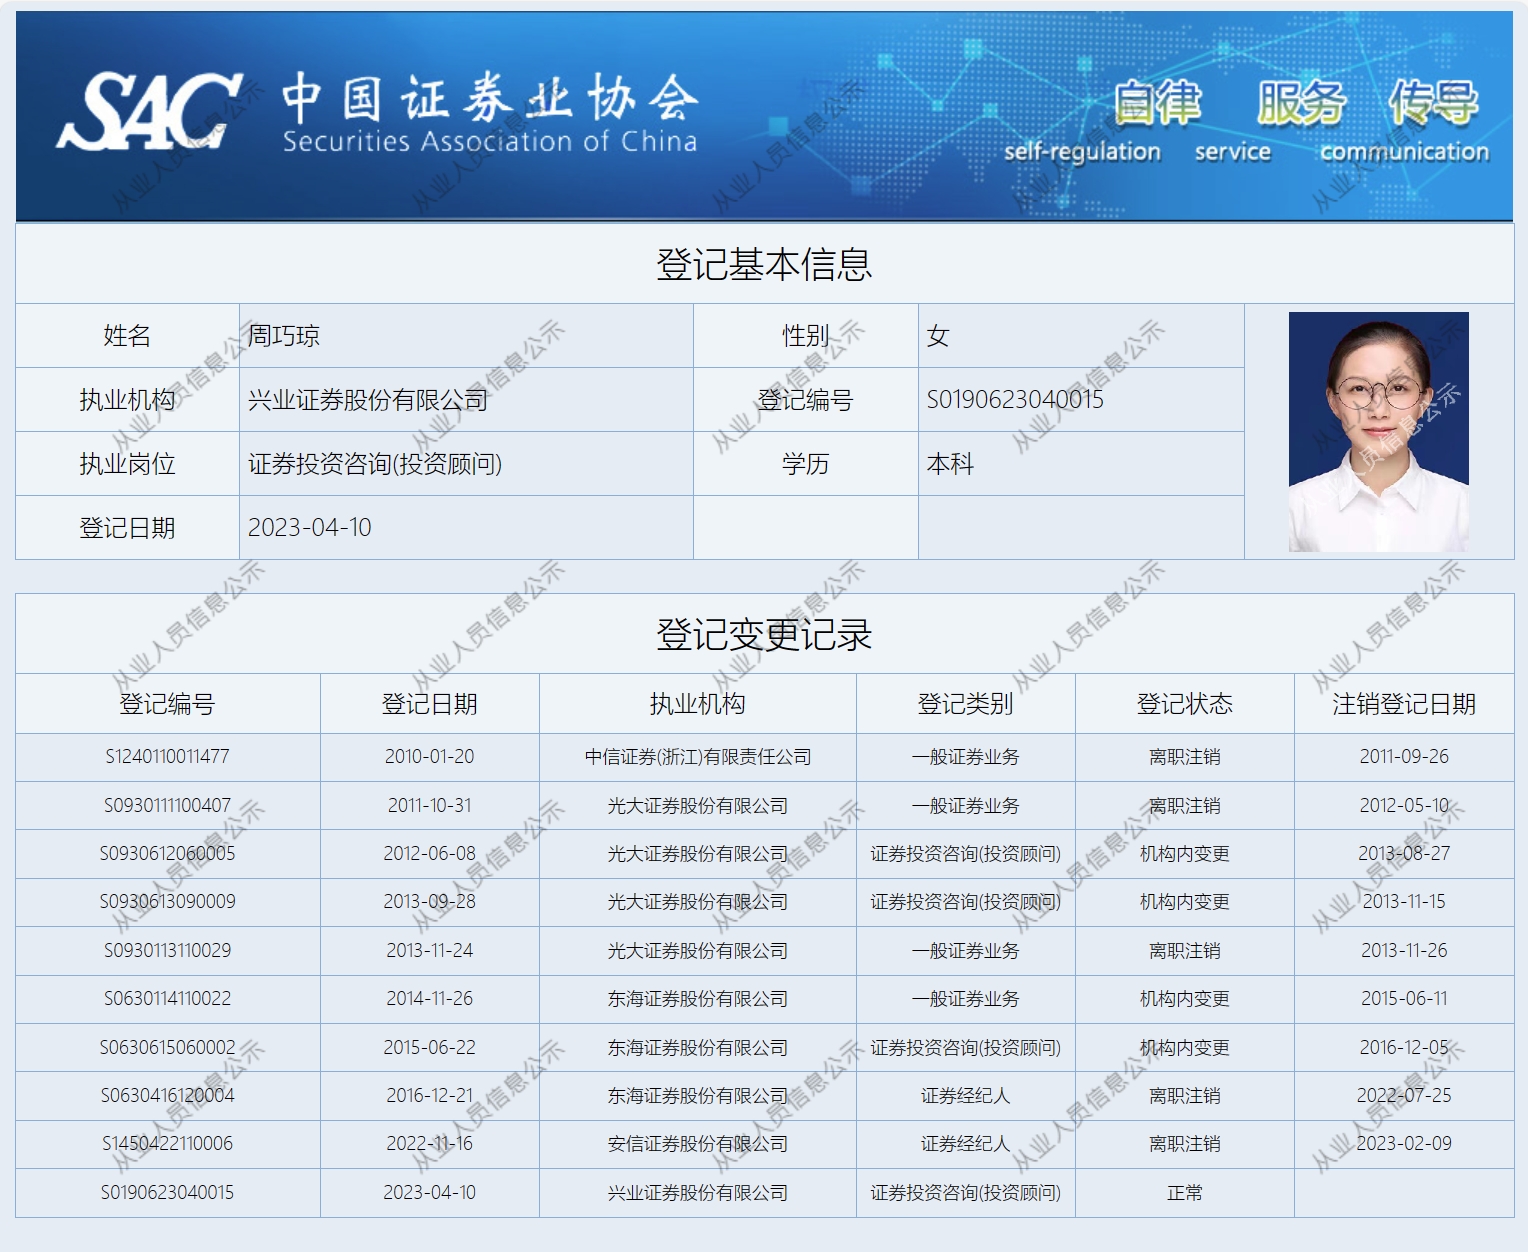 SAC 中国证券业协会
Securities Association of China
自律 服务 传导
self-regulation service communication
登记基本信息
姓名 周巧琼 性别 女
执业机构 兴业证券股份有限公司 登记编号 S0190623040015
执业岗位 证券投资咨询(投资顾问) 学历 本科
登记日期 2023-04-10
登记变更记录
登记编号 登记日期 执业机构 登记类别 登记状态 注销登记日期
S1240110011477 2010-01-20 中信证券(浙江)有限责任公司 一般证券业务 离职注销 2011-09-26
S0930111100407 2011-10-31 光大证券股份有限公司 一般证券业务 离职注销 2012-05-10
S0930612060005 2012-06-08 光大证券股份有限公司 证券投资咨询(投资顾问) 机构内变更 2013-08-27
S0930613090009 2013-09-28 光大证券股份有限公司 证券投资咨询(投资顾问) 机构内变更 2013-11-15
S0930113110029 2013-11-24 光大证券股份有限公司 一般证券业务 离职注销 2013-11-26
S0630114110022 2014-11-26 东海证券股份有限公司 一般证券业务 机构内变更 2015-06-11
S0630615060002 2015-06-22 东海证券股份有限公司 证券投资咨询(投资顾问) 机构内变更 2016-12-05
S0630416120004 2016-12-21 东海证券股份有限公司 证券经纪人 离职注销 2022-07-25
S1450422110006 2022-11-16 安信证券股份有限公司 证券经纪人 离职注销 2023-02-09
S0190623040015 2023-04-10 兴业证券股份有限公司 证券投资咨询(投资顾问) 正常
从业人员信息公示